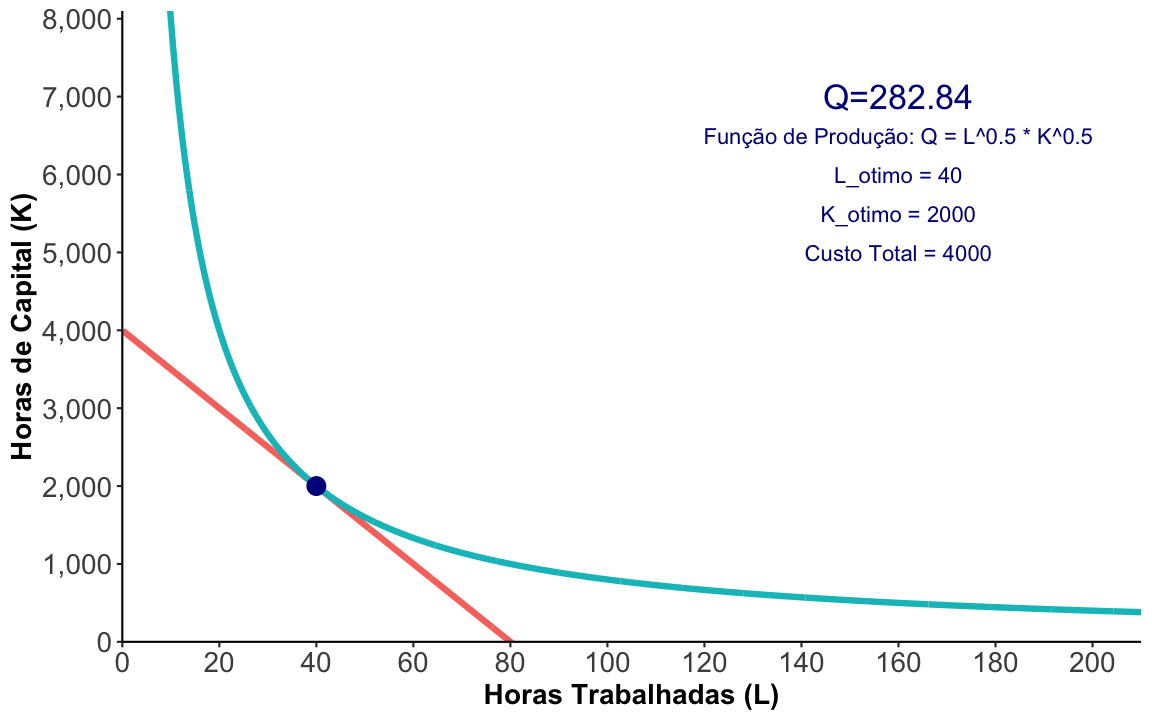 8,000
7,000
6,000
5,000
4,000
3,000
2,000
1,000
0
Horas de Capital (K)
Q=282.84
Função de Produção: Q = L^0.5 * K^0.5
L_otimo = 40
K_otimo = 2000
Custo Total = 4000
0 20 40 60 80 100 120 140 160 180 200
Horas Trabalhadas (L)